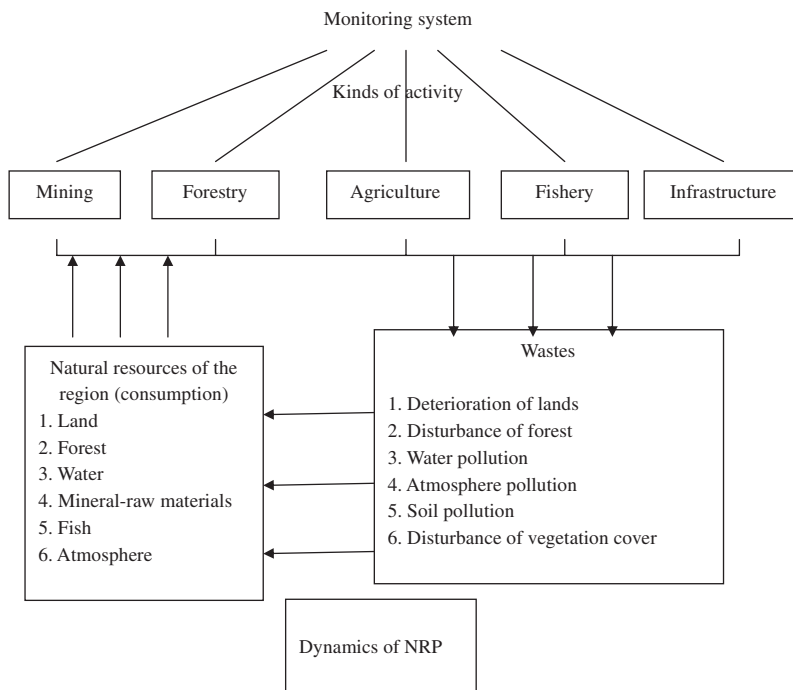 Monitoring system
Kinds of activity
Mining
Forestry
Agriculture
Fishery
Infrastructure
Natural resources of the
region (consumption)
1. Land
2. Forest
3. Water
4. Mineral-raw materials
5. Fish
6. Atmosphere
Wastes
1. Deterioration of lands
2. Disturbance of forest
3. Water pollution
4. Atmosphere pollution
5. Soil pollution
6. Disturbance of vegetation cover
Dynamics of NRP